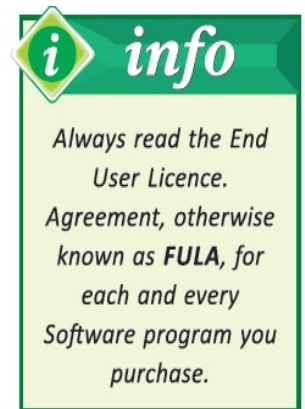 i info
Always read the End
User Licence.
Agreement, otherwise
known as FULA, for
each and every
Software program you
purchase.